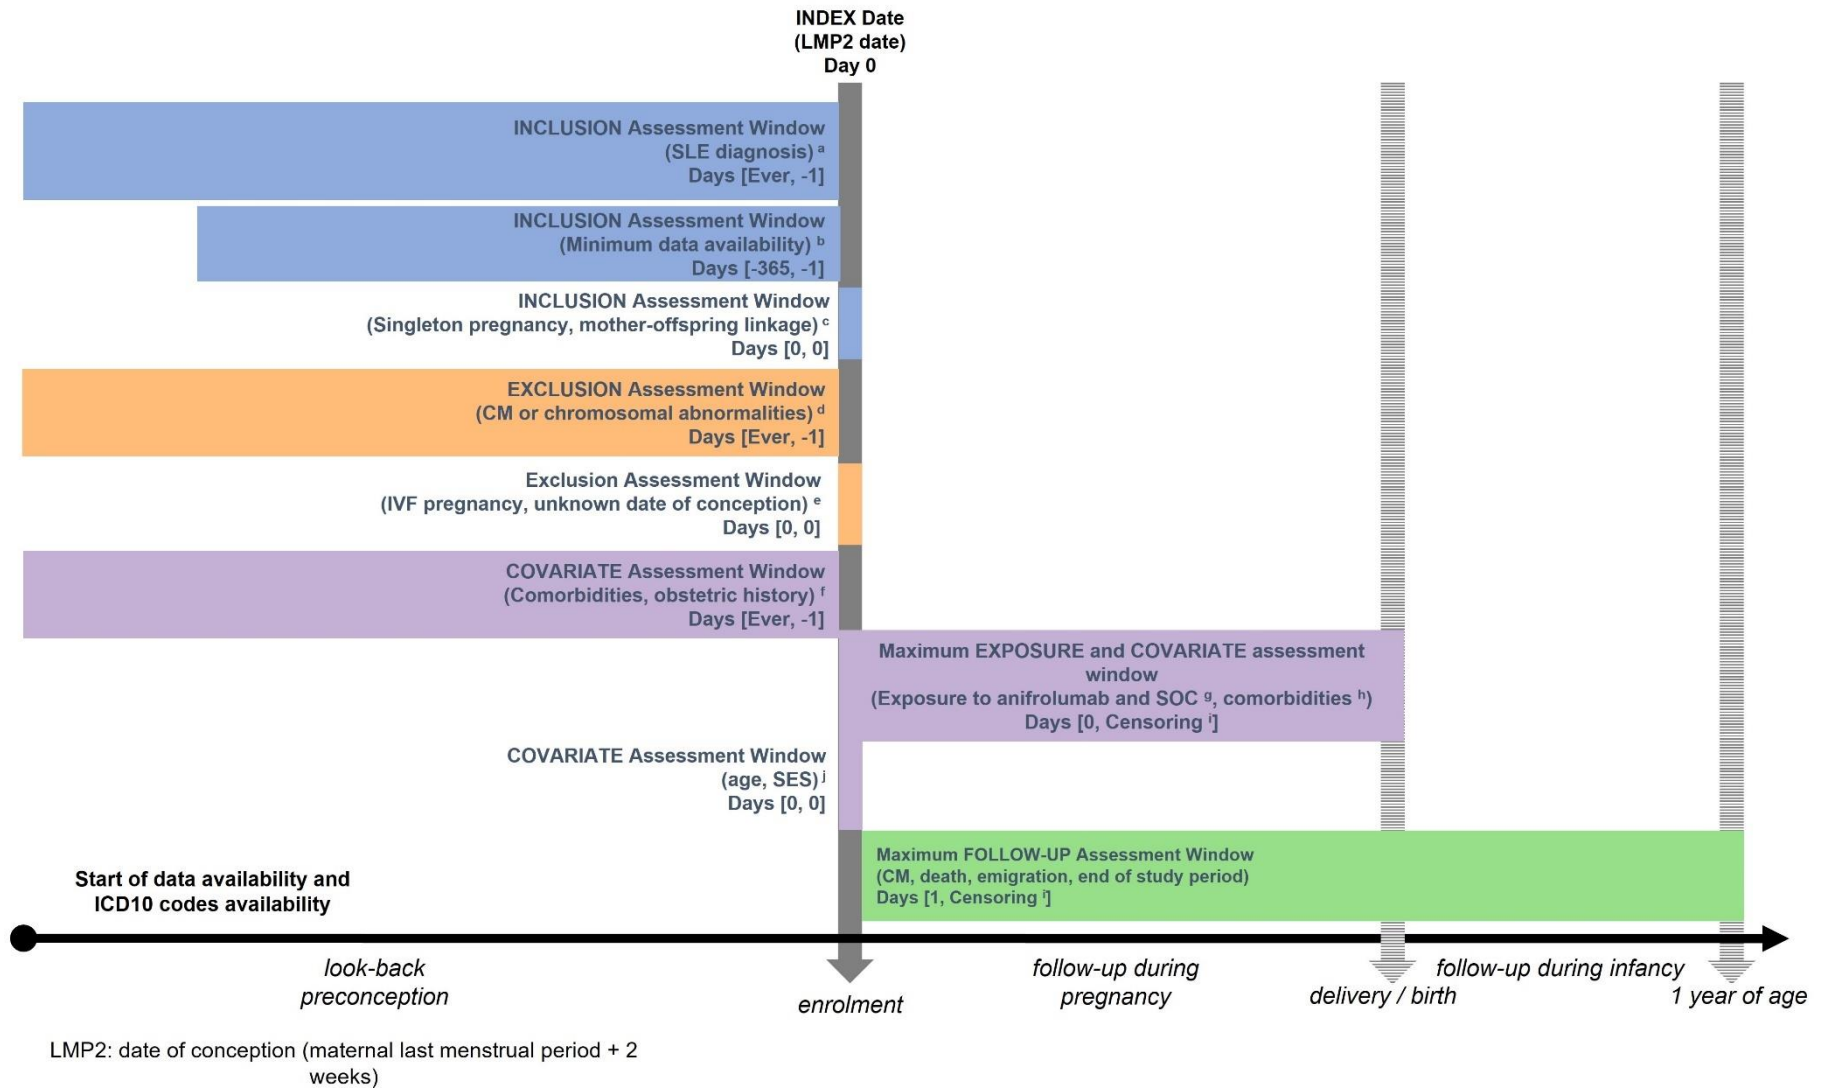 INDEX Date
(LMP2 date)
Day 0
INCLUSION Assessment Window
(SLE diagnosis) a
Days [Ever, -1]
INCLUSION Assessment Window
(Minimum data availability) b
Days [-365, -1]
INCLUSION Assessment Window
(Singleton pregnancy, mother-offspring linkage) c
Days [0, 0]
EXCLUSION Assessment Window
(CM or chromosomal abnormalities) d
Days [Ever, -1]
Exclusion Assessment Window
(IVF pregnancy, unknown date of conception) e
Days [0, 0]
COVARIATE Assessment Window
(Comorbidities, obstetric history) f
Days [Ever, -1]
Maximum EXPOSURE and COVARIATE assessment
window
(Exposure to anifrolumab and SOC g, comorbidities h)
Days [0, Censoring i]
COVARIATE Assessment Window
(age, SES) j
Days [0, 0]
Maximum FOLLOW-UP Assessment Window
(CM, death, emigration, end of study period)
Days [1, Censoring i]
Start of data availability and
ICD10 codes availability
look-back
preconception
enrolment
follow-up during
pregnancy
delivery / birth
follow-up during infancy
1 year of age
LMP2: date of conception (maternal last menstrual period + 2
weeks)